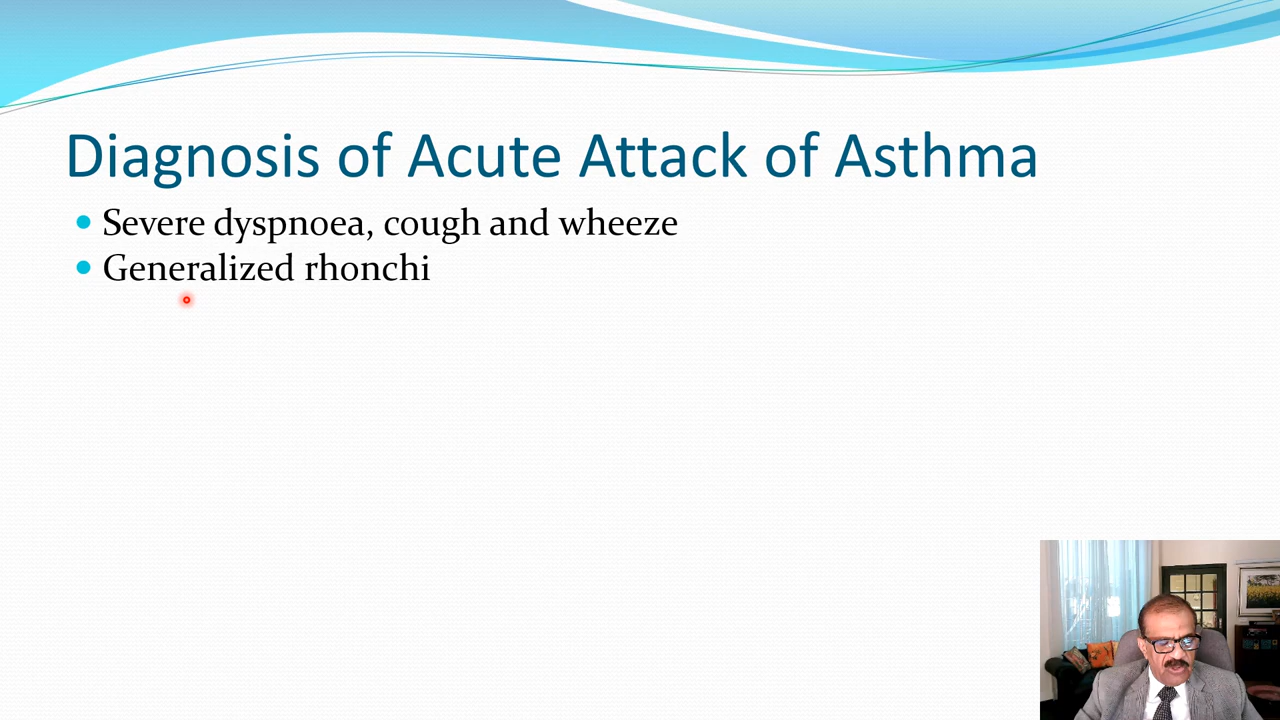 Diagnosis of Acute Attack of Asthma
Severe dyspnoea, cough and wheeze
Generalized rhonchi